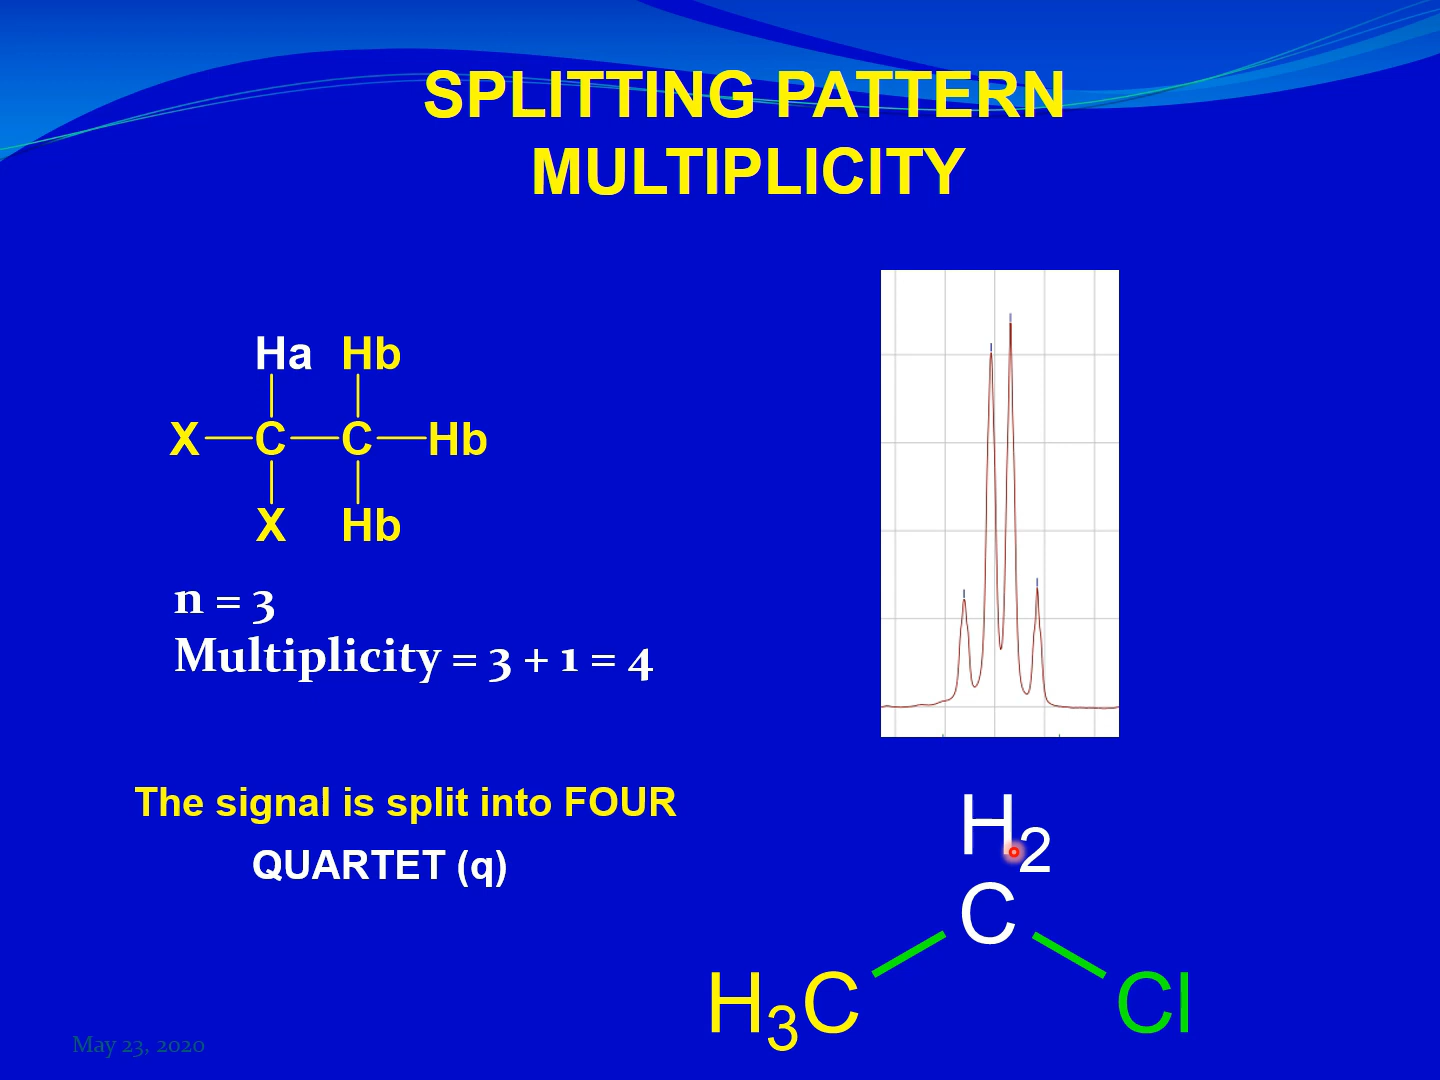 SPLITTING PATTERN
MULTIPLICITY
Ha Hb
X C C Hb
X Hb
n = 3
Multiplicity = 3 + 1 = 4
The signal is split into FOUR
QUARTET (q)
H2
C
H3C Cl
May 23, 2020